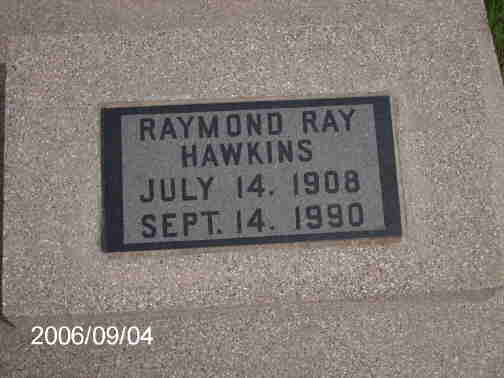 RAYMOND RAY
HAWKINS
JULY 14. 1908
SEPT. 14. 1990
2006/09/04